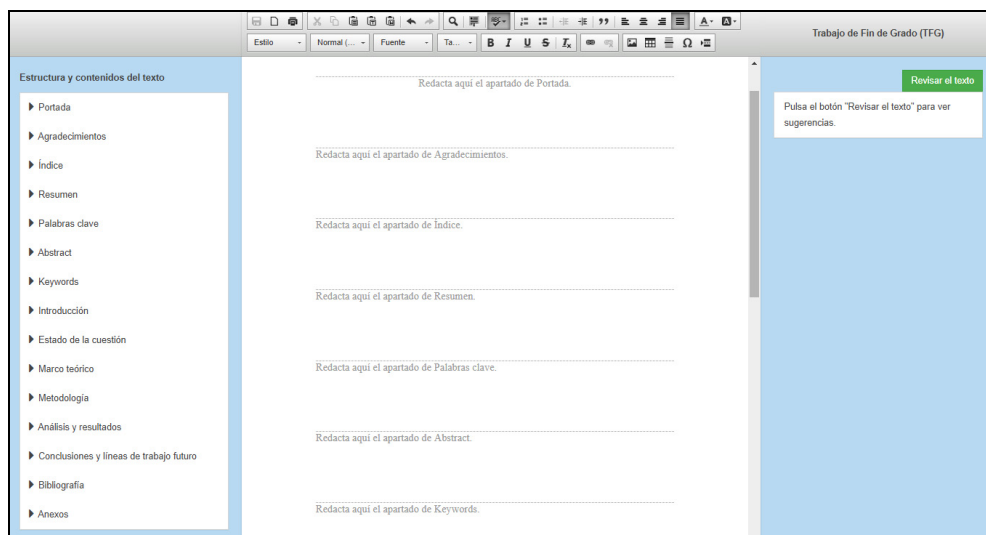 Trabajo de Fin de Grado (TFG)
Estilo
Normal (...
Fuente
Ta...
B I U S Ix
Ω
Estructura y contenidos del texto
Portada
Agradecimientos
Índice
Resumen
Palabras clave
Abstract
Keywords
Introducción
Estado de la cuestión
Marco teórico
Metodología
Análisis y resultados
Conclusiones y líneas de trabajo futuro
Bibliografía
Anexos
Redacta aquí el apartado de Portada.
Redacta aquí el apartado de Agradecimientos.
Redacta aquí el apartado de Índice.
Redacta aquí el apartado de Resumen.
Redacta aquí el apartado de Palabras clave.
Redacta aquí el apartado de Abstract.
Redacta aquí el apartado de Keywords.
Revisar el texto
Pulsa el botón "Revisar el texto" para ver
sugerencias.